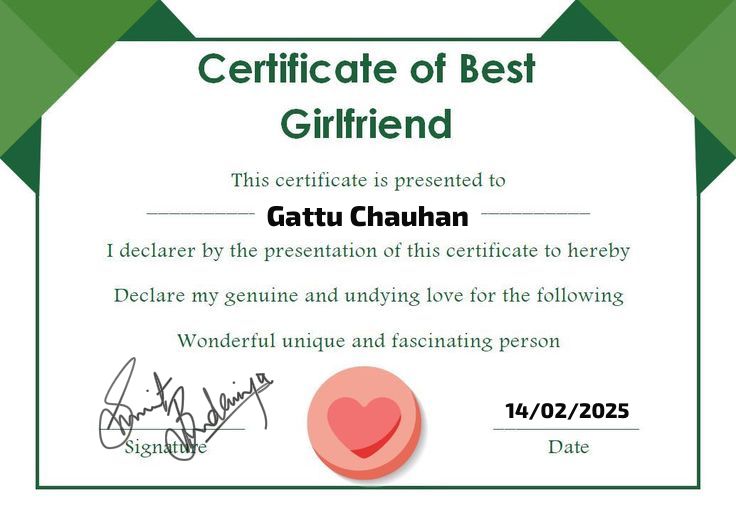 Certificate of Best
Girlfriend
This certificate is presented to
Gattu Chauhan
I declarer by the presentation of this certificate to hereby
Declare my genuine and undying love for the following
Wonderful unique and fascinating person
14/02/2025
Signature
Date